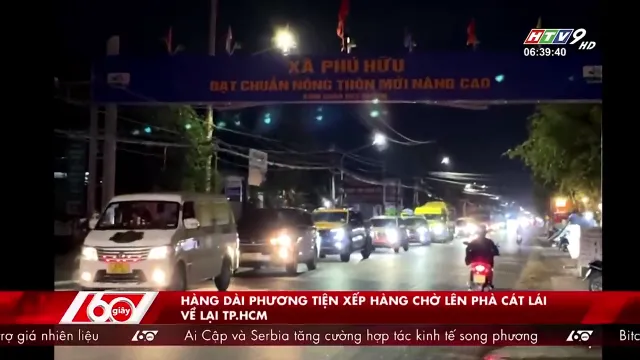 HTV9 HD
06:39:40
XÃ PHÚ HỮU
ĐẠT CHUẨN NÔNG THÔN MỚI NÂNG CAO
60 giây
HÀNG DÀI PHƯƠNG TIỆN XẾP HÀNG CHỜ LÊN PHÀ CÁT LÁI
VỀ LẠI TP.HCM
rợ giá nhiên liệu
60
Ai Cập và Serbia tăng cường hợp tác kinh tế song phương
60
Bitc